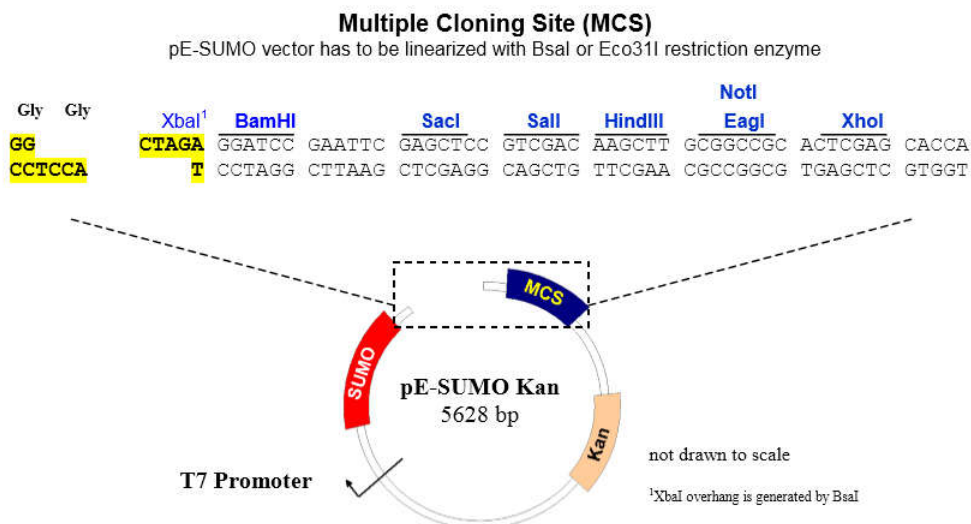 Multiple Cloning Site (MCS)
pE-SUMO vector has to be linearized with BsaI or Eco31I restriction enzyme
NotI
Gly Gly XbaI¹ BamHI SacI SalI HindIII EagI XhoI
GG CTAGA GGATCC GAATTC GAGCTCC GTCGAC AAGCTT GCGGCCGC ACTCGAG CACCA
CCTCCA T CCTAGG CTTAAG CTCGAGG CAGCTG TTCGAA CGCCGGCG TGAGCTC GTGGT
MCS
SUMO
pE-SUMO Kan
5628 bp
Kan
T7 Promoter
not drawn to scale
¹XbaI overhang is generated by BsaI